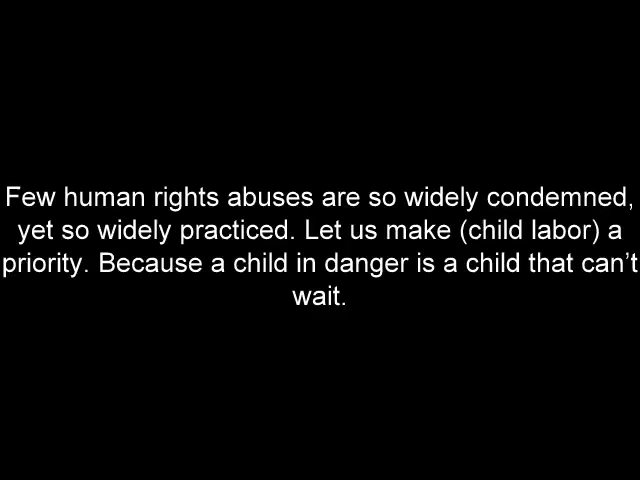 Few human rights abuses are so widely condemned,
yet so widely practiced. Let us make (child labor) a
priority. Because a child in danger is a child that can’t
wait.